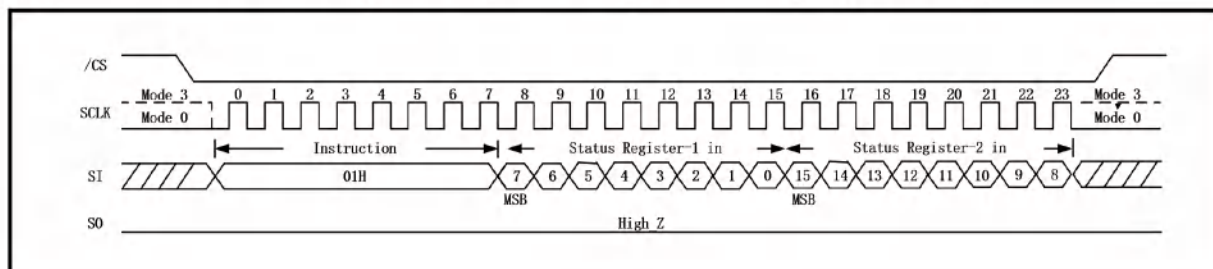 /CS
Mode 3 0 1 2 3 4 5 6 7 8 9 10 11 12 13 14 15 16 17 18 19 20 21 22 23 Mode 3
SCLK
Mode 0 Mode 0
Instruction Status Register-1 in Status Register-2 in
SI 01H 7 6 5 4 3 2 1 0 15 14 13 12 11 10 9 8
MSB MSB
SO High_Z